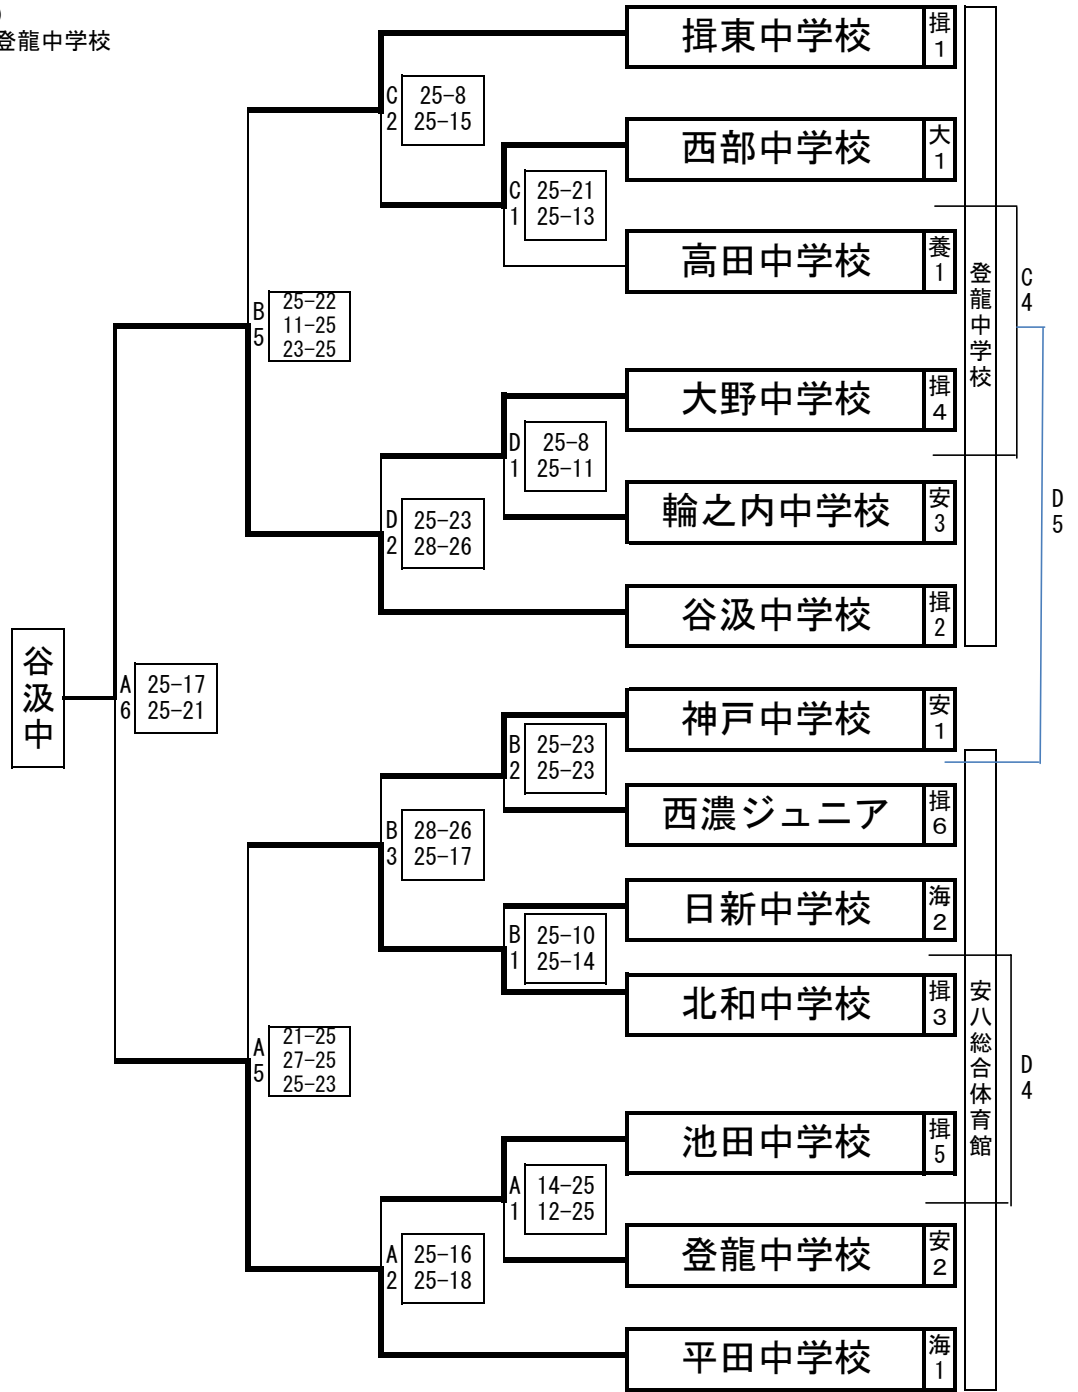 登龍中学校
揖東中学校
揖
1
C
2
25-8
25-15
西部中学校
大
1
C
1
25-21
25-13
高田中学校
養
1
登龍中学校
C
4
B
5
25-22
11-25
23-25
大野中学校
揖
4
D
1
25-8
25-11
輪之内中学校
安
3
D
2
25-23
28-26
D
5
谷汲中学校
揖
2
谷汲中
A
6
25-17
25-21
神戸中学校
安
1
B
2
25-23
25-23
西濃ジュニア
揖
6
B
3
28-26
25-17
日新中学校
海
2
B
1
25-10
25-14
北和中学校
揖
3
安八総合体育館
D
4
A
5
21-25
27-25
25-23
池田中学校
揖
5
A
1
14-25
12-25
登龍中学校
安
2
A
2
25-16
25-18
平田中学校
海
1